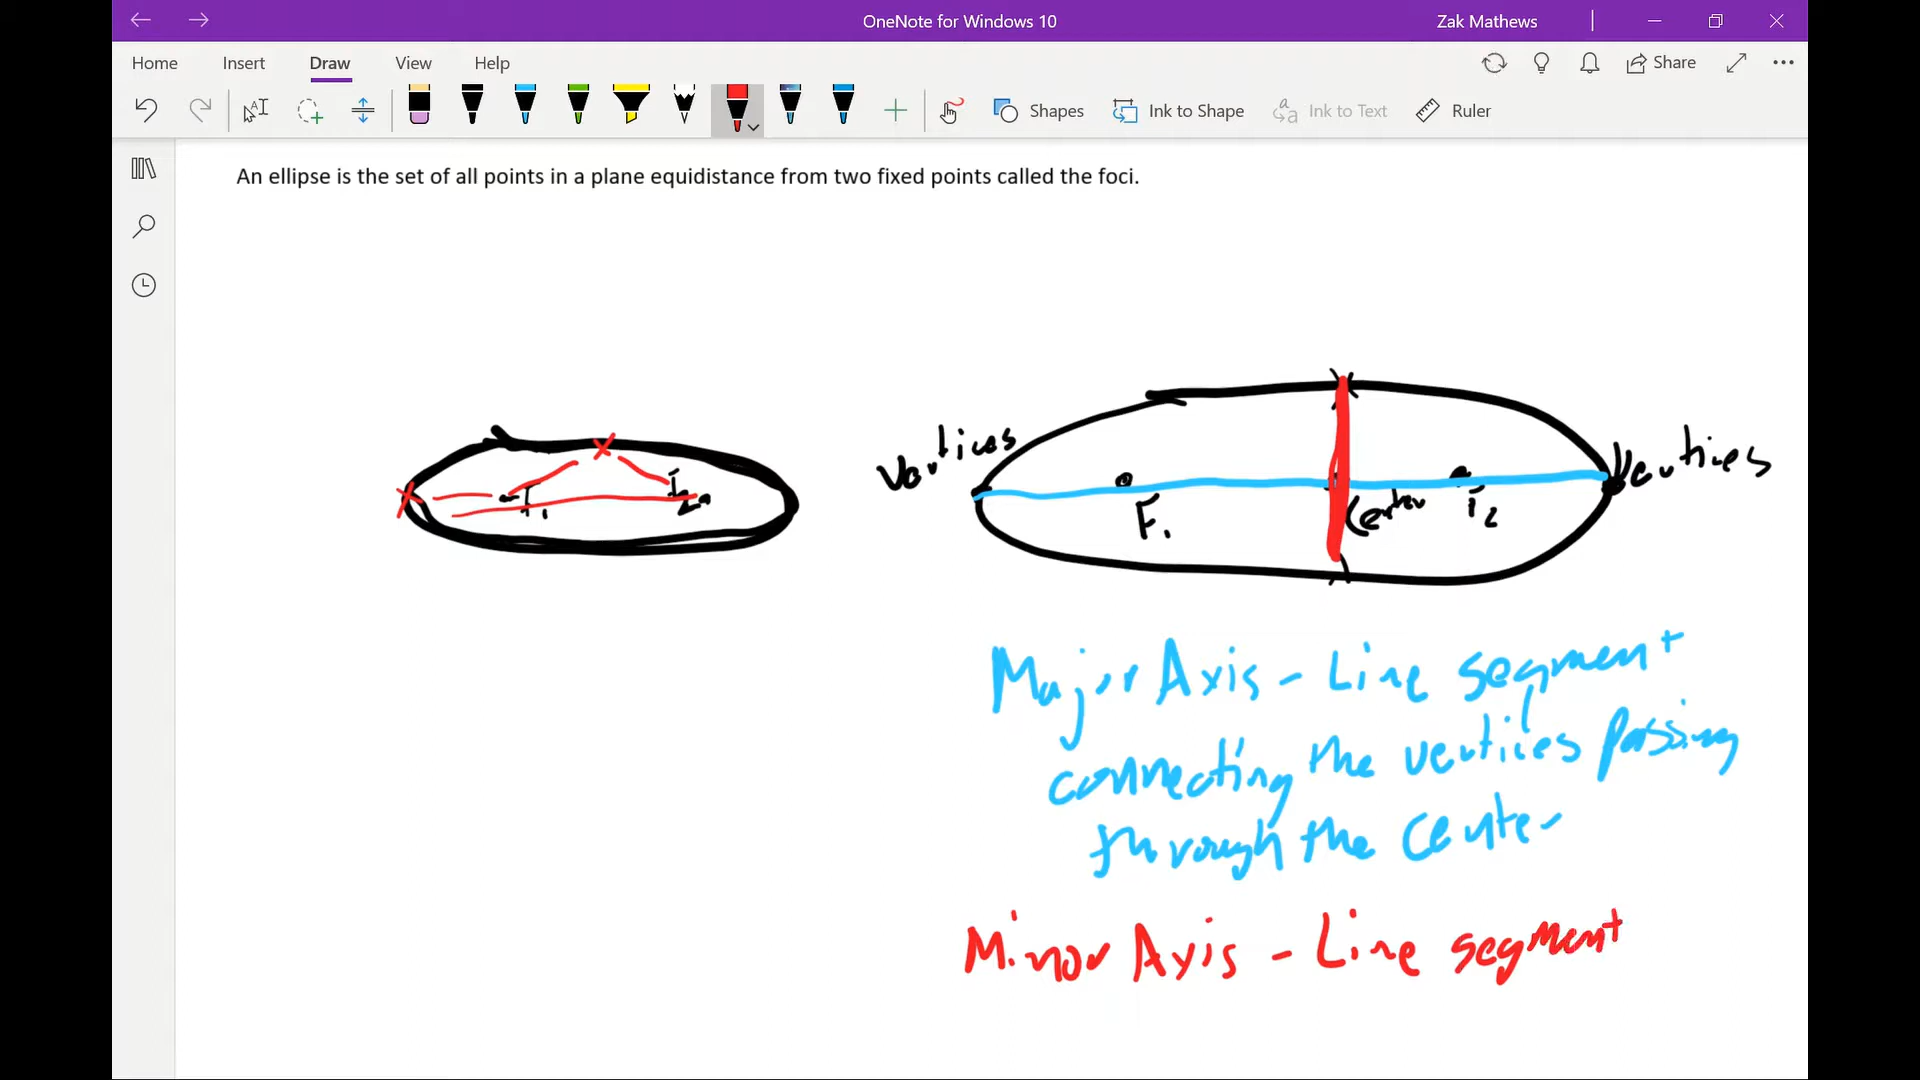 OneNote for Windows 10
Zak Mathews
Home Insert Draw View Help
Share
Shapes Ink to Shape Ink to Text Ruler
An ellipse is the set of all points in a plane equidistance from two fixed points called the foci.
Vertices
Vertices
F1
F2
F1
Center
F2
Major Axis - Line segment
connecting the vertices passing
through the Center
Minor Axis - Line segment